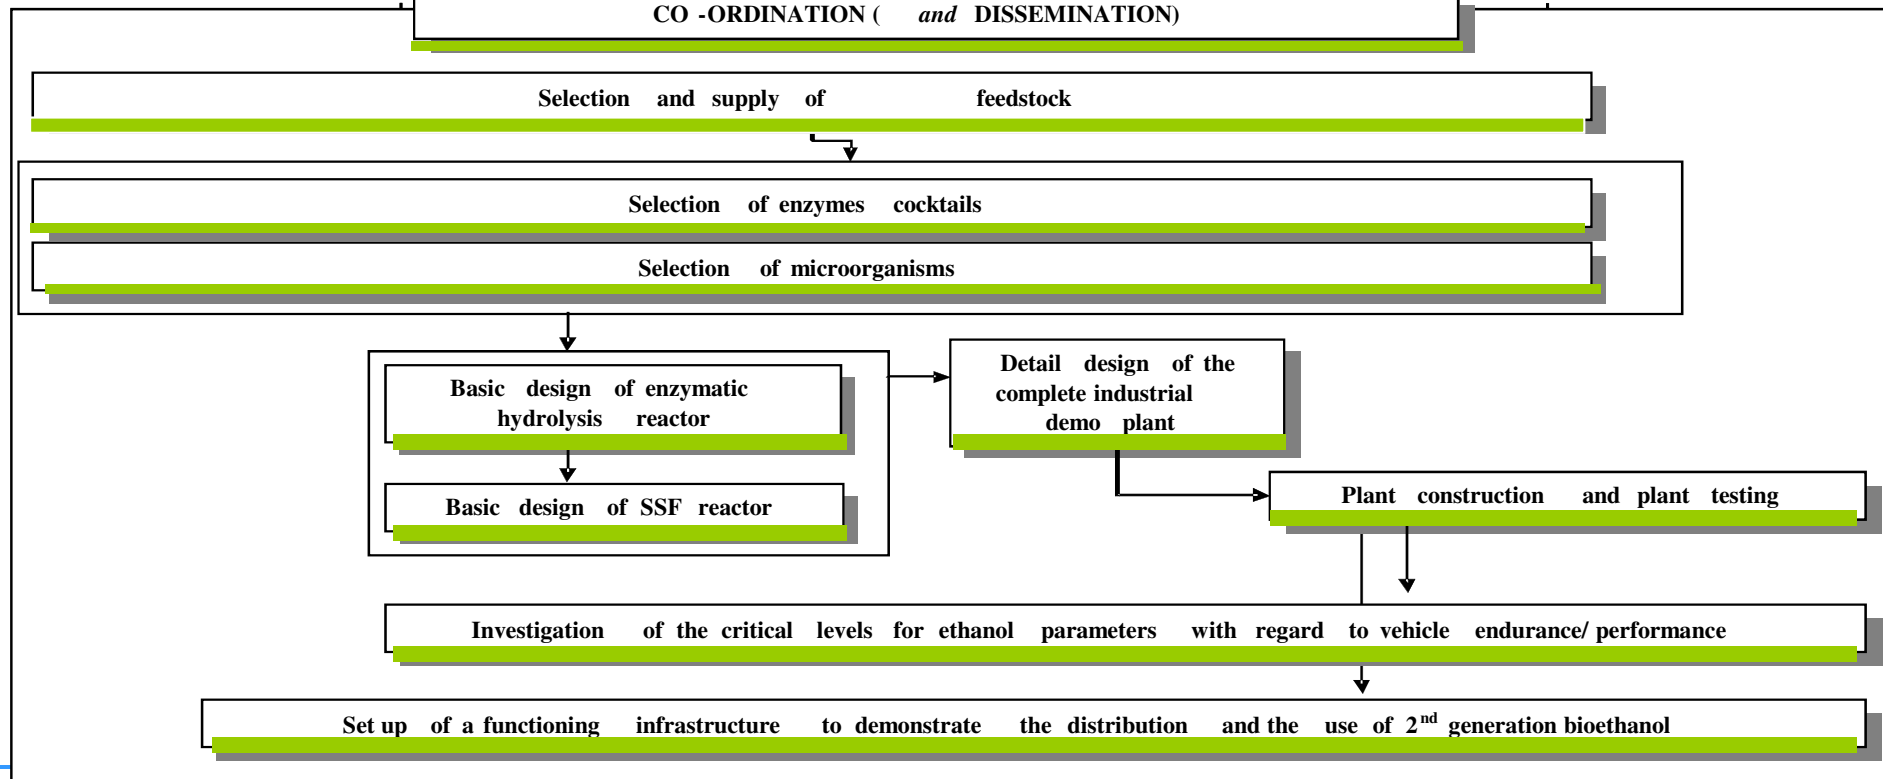 CO -ORDINATION ( and DISSEMINATION)
Selection and supply of feedstock
Selection of enzymes cocktails
Selection of microorganisms
Basic design of enzymatic
hydrolysis reactor
Detail design of the
complete industrial
demo plant
Basic design of SSF reactor
Plant construction and plant testing
Investigation of the critical levels for ethanol parameters with regard to vehicle endurance/ performance
Set up of a functioning infrastructure to demonstrate the distribution and the use of 2nd generation bioethanol